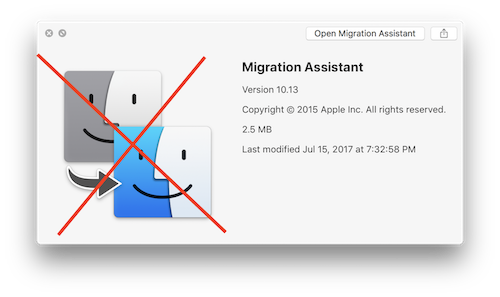 Open Migration Assistant
Migration Assistant
Version 10.13
Copyright © 2015 Apple Inc. All rights reserved.
2.5 MB
Last modified Jul 15, 2017 at 7:32:58 PM